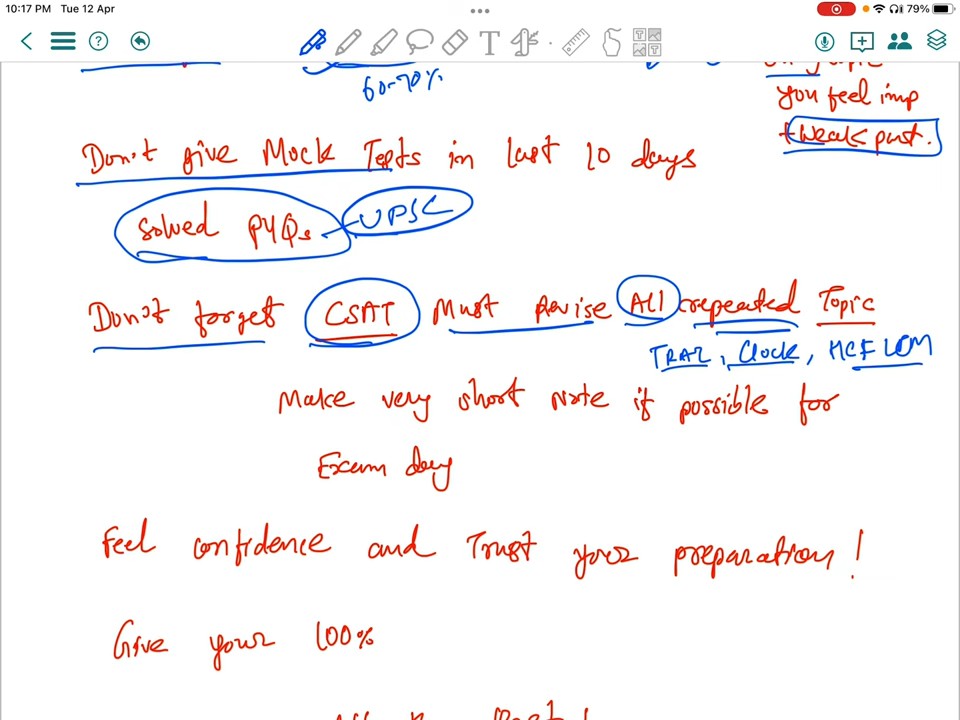 10:17 PM Tue 12 Apr
79%
60-70%
you feel imp
+ Weak part.
Don't give Mock Tests in last 10 days
Solved PYQs - UPSC
Don't forget CSAT Must Revise All repeated Topic
Clock, HCF LCM
Make very short Note if possible for
Exam day
Feel confidence and Trust your preparation!
Give your 100%